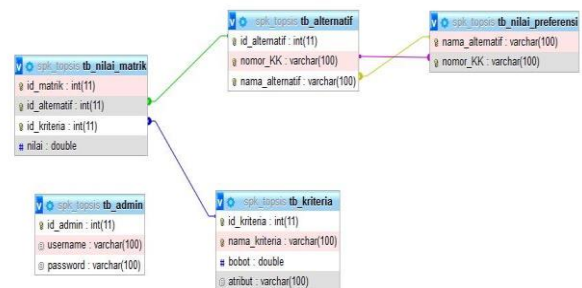 spk_topsis tb_nilai_matrik
id_matrik : int(11)
id_alternatif : int(11)
id_kriteria : int(11)
# nilai : double
spk_topsis tb_alternatif
id_alternatif : int(11)
nomor_KK : varchar(100)
nama_alternatif : varchar(100)
spk_topsis tb_nilai_preferensi
nama_alternatif : varchar(100)
nomor_KK : varchar(100)
spk_topsis tb_admin
id_admin : int(11)
username : varchar(100)
password : varchar(100)
spk_topsis tb_kriteria
id_kriteria : int(11)
nama_kriteria : varchar(100)
# bobot : double
atribut : varchar(100)